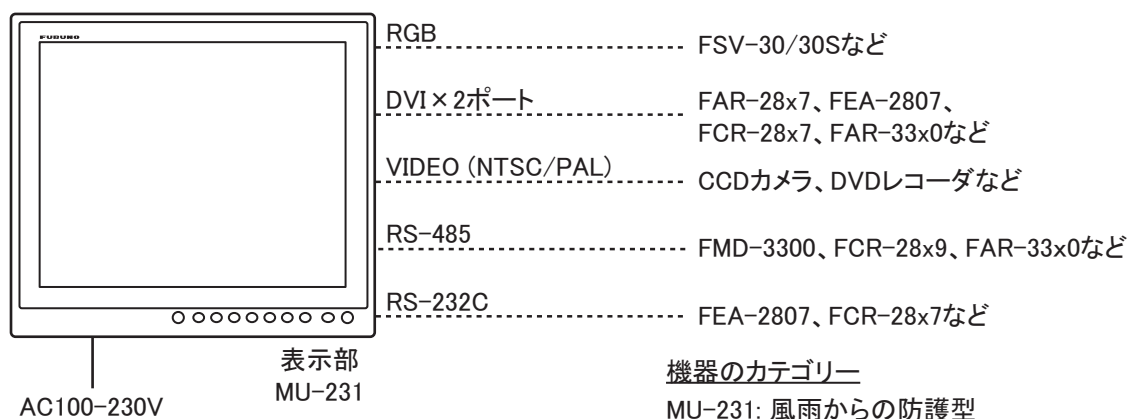 FURUNO
RGB
FSV-30/30Sなど
DVI×2ポート
FAR-28x7、FEA-2807、
FCR-28x7、FAR-33x0など
VIDEO (NTSC/PAL)
CCDカメラ、DVDレコーダなど
RS-485
FMD-3300、FCR-28x9、FAR-33x0など
RS-232C
FEA-2807、FCR-28x7など
表示部
MU-231
AC100-230V
機器のカテゴリー
MU-231: 風雨からの防護型